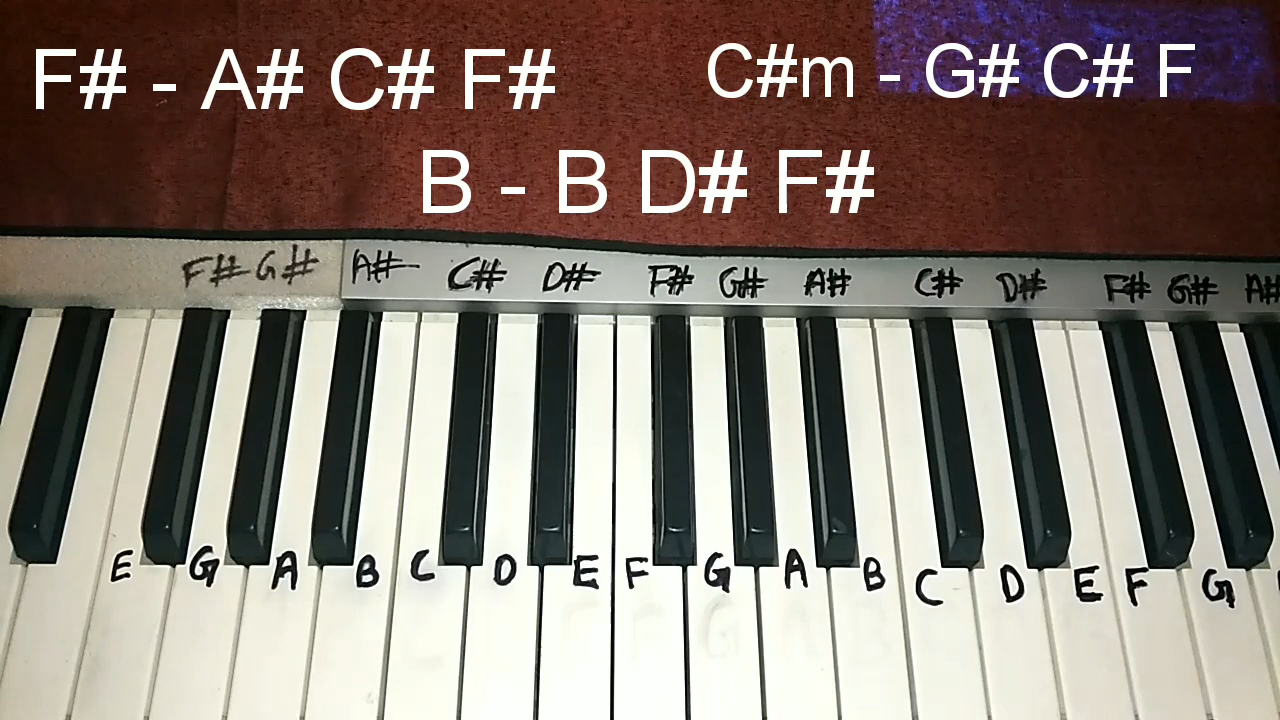 F# - A# C# F#
C#m - G# C# F
B - B D# F#
F# G# A# C# D# F# G# A# C# D# F# G# A#
E G A B C D E F G A B C D E F G